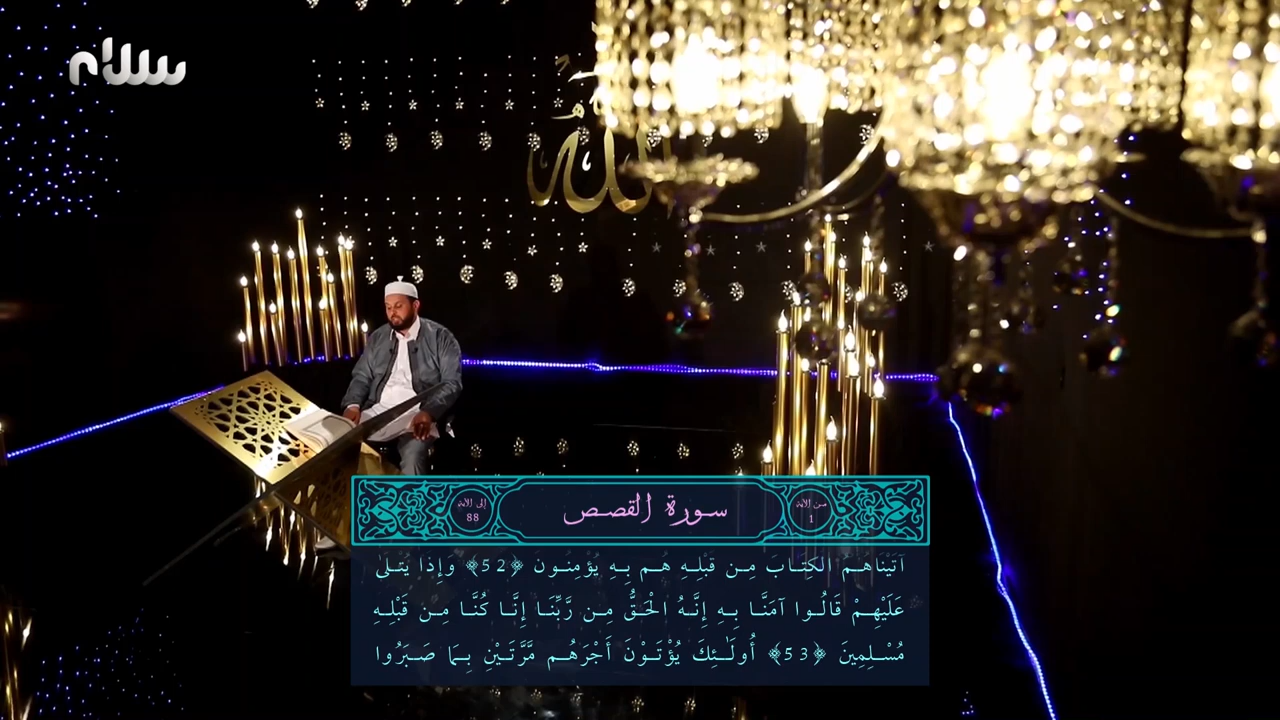 سلام
الله
سورة القصص
من الآية
1
إلى الآية
88
آتَيْنَاهُمُ الْكِتَابَ مِن قَبْلِهِ هُم بِهِ يُؤْمِنُونَ ﴿52﴾ وَإِذَا يُتْلَىٰ
عَلَيْهِمْ قَالُوا آمَنَّا بِهِ إِنَّهُ الْحَقُّ مِن رَّبِّنَا إِنَّا كُنَّا مِن قَبْلِهِ
مُسْلِمِينَ ﴿53﴾ أُولَٰئِكَ يُؤْتَوْنَ أَجْرَهُم مَّرَّتَيْنِ بِمَا صَبَرُوا